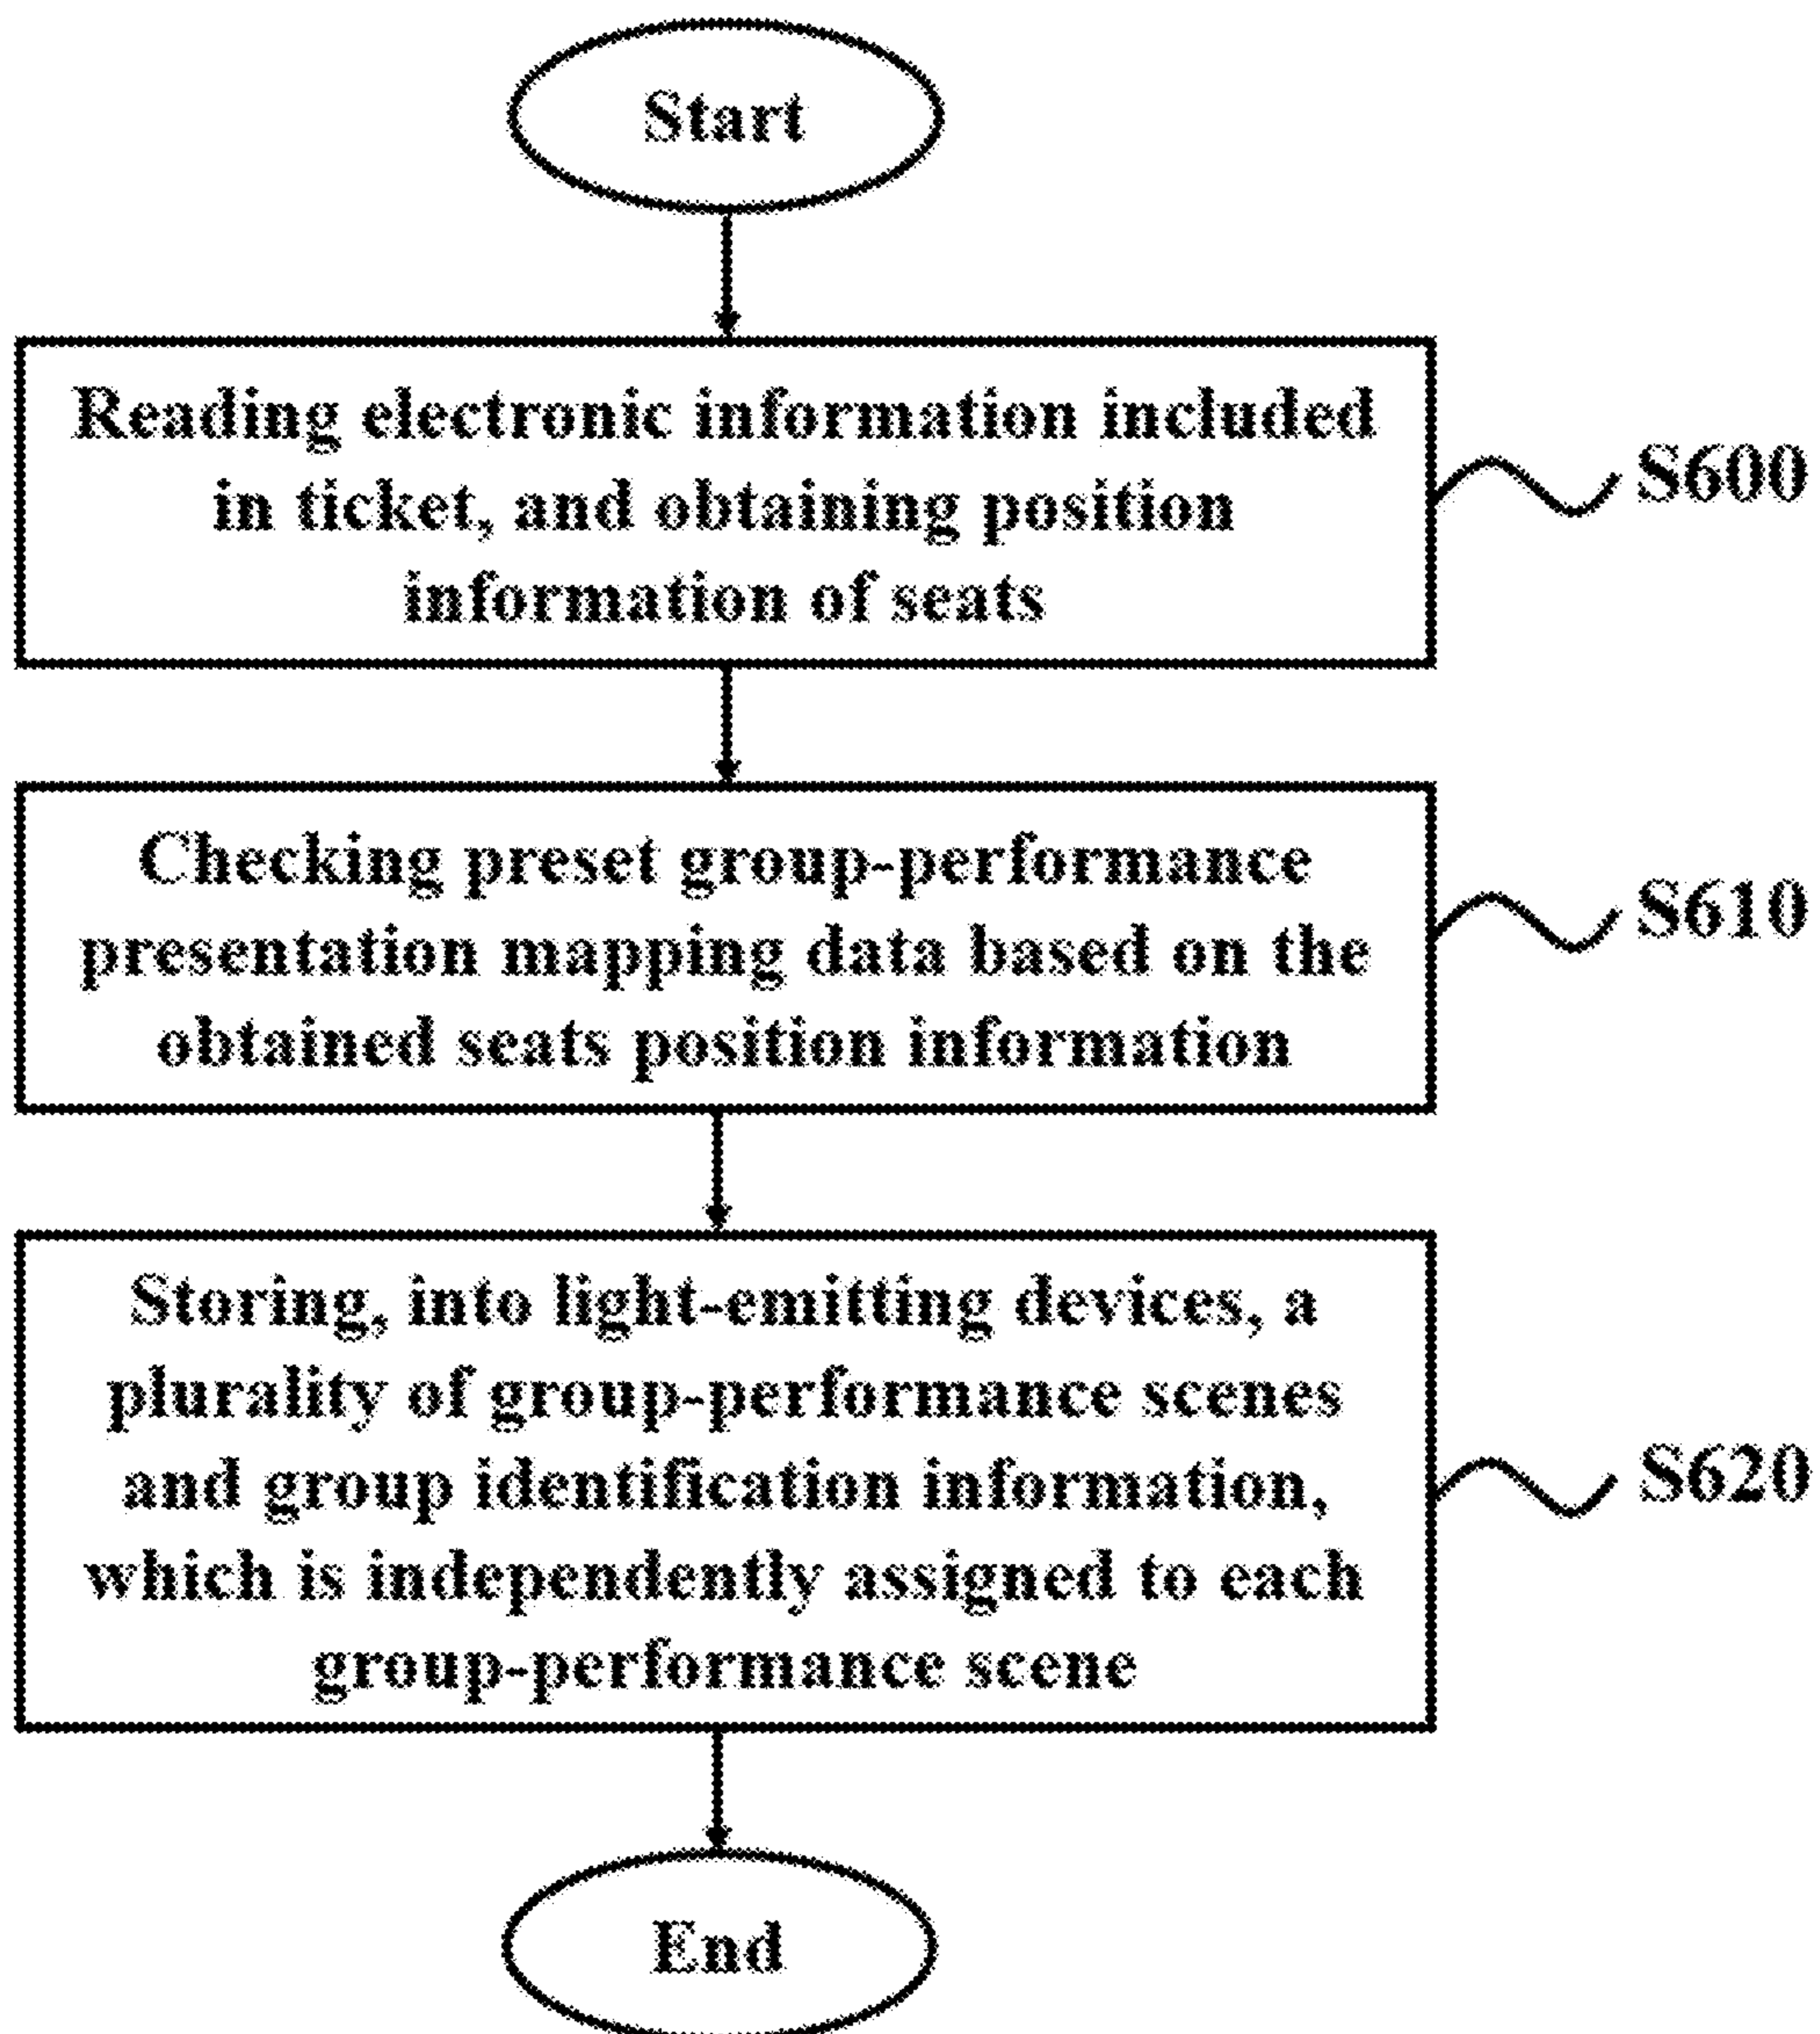 Start
Reading electronic information included
in ticket, and obtaining position
information of seats
S600
Checking preset group-performance
presentation mapping data based on the
obtained seats position information
S610
Storing, into light-emitting devices, a
plurality of group-performance scenes
and group identification information,
which is independently assigned to each
group-performance scene
S620
End